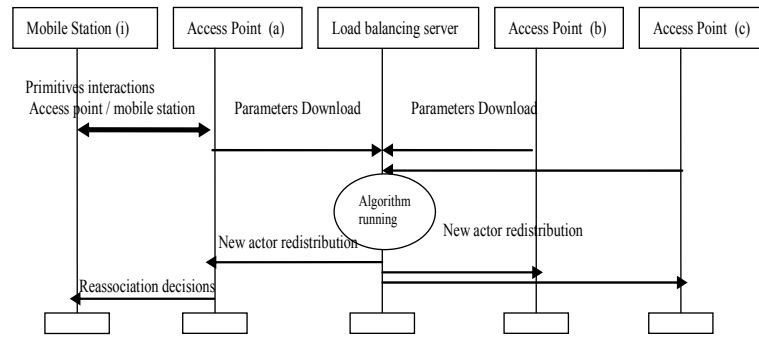 Mobile Station (i)
Access Point (a)
Load balancing server
Access Point (b)
Access Point (c)
Primitives interactions
Access point / mobile station
Parameters Download
Parameters Download
Algorithm
running
New actor redistribution
New actor redistribution
Reassociation decisions